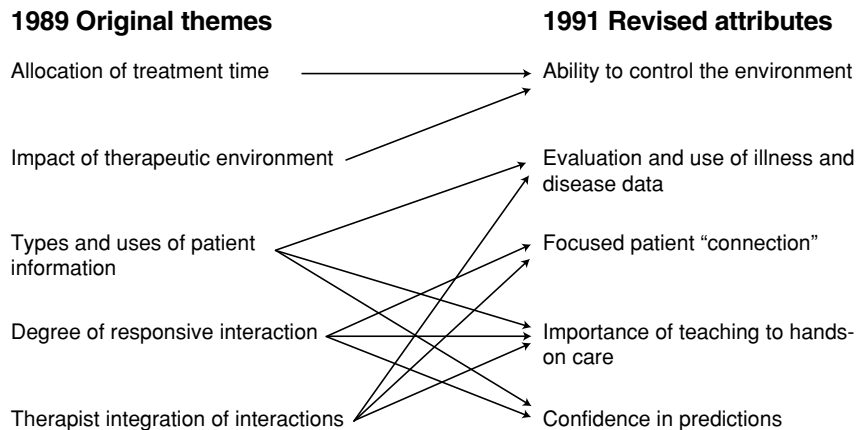 1989 Original themes
1991 Revised attributes
Allocation of treatment time
Ability to control the environment
Impact of therapeutic environment
Evaluation and use of illness and
disease data
Types and uses of patient
information
Focused patient “connection”
Degree of responsive interaction
Importance of teaching to hands-
on care
Therapist integration of interactions
Confidence in predictions